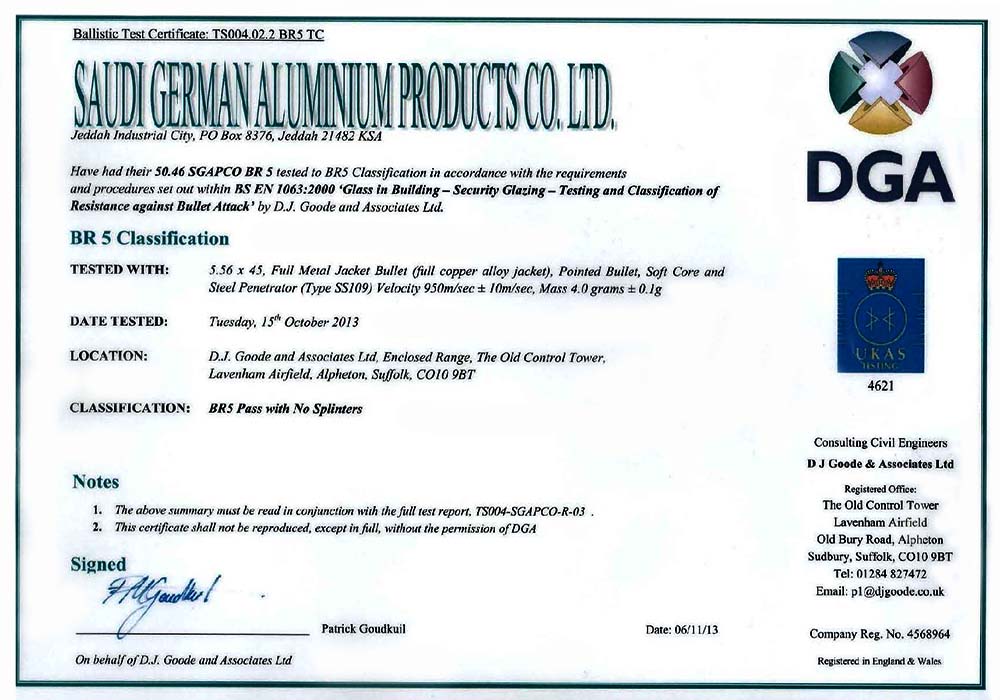 Ballistic Test Certificate: TS004.02.2 BR5 TC
SAUDI GERMAN ALUMINIUM PRODUCTS CO. LTD.
Jeddah Industrial City, PO Box 8376, Jeddah 21482 KSA
DGA
Have had their 50.46 SGAPCO BR 5 tested to BR5 Classification in accordance with the requirements
and procedures set out within BS EN 1063:2000 ‘Glass in Building – Security Glazing – Testing and Classification of
Resistance against Bullet Attack’ by D.J. Goode and Associates Ltd.
BR 5 Classification
TESTED WITH: 5.56 x 45, Full Metal Jacket Bullet (full copper alloy jacket), Pointed Bullet, Soft Core and
Steel Penetrator (Type SS109) Velocity 950m/sec ± 10m/sec, Mass 4.0 grams ± 0.1g
DATE TESTED: Tuesday, 15th October 2013
LOCATION: D.J. Goode and Associates Ltd, Enclosed Range, The Old Control Tower,
Lavenham Airfield, Alpheton, Suffolk, CO10 9BT
CLASSIFICATION: BR5 Pass with No Splinters
UKAS
TESTING
4621
Notes
1. The above summary must be read in conjunction with the full test report, TS004-SGAPCO-R-03 .
2. This certificate shall not be reproduced, except in full, without the permission of DGA
Signed
Patrick Goudkuil
Date: 06/11/13
On behalf of D.J. Goode and Associates Ltd
Consulting Civil Engineers
D J Goode & Associates Ltd
Registered Office:
The Old Control Tower
Lavenham Airfield
Old Bury Road, Alpheton
Sudbury, Suffolk, CO10 9BT
Tel: 01284 827472
Email: p1@djgoode.co.uk
Company Reg. No. 4568964
Registered in England & Wales